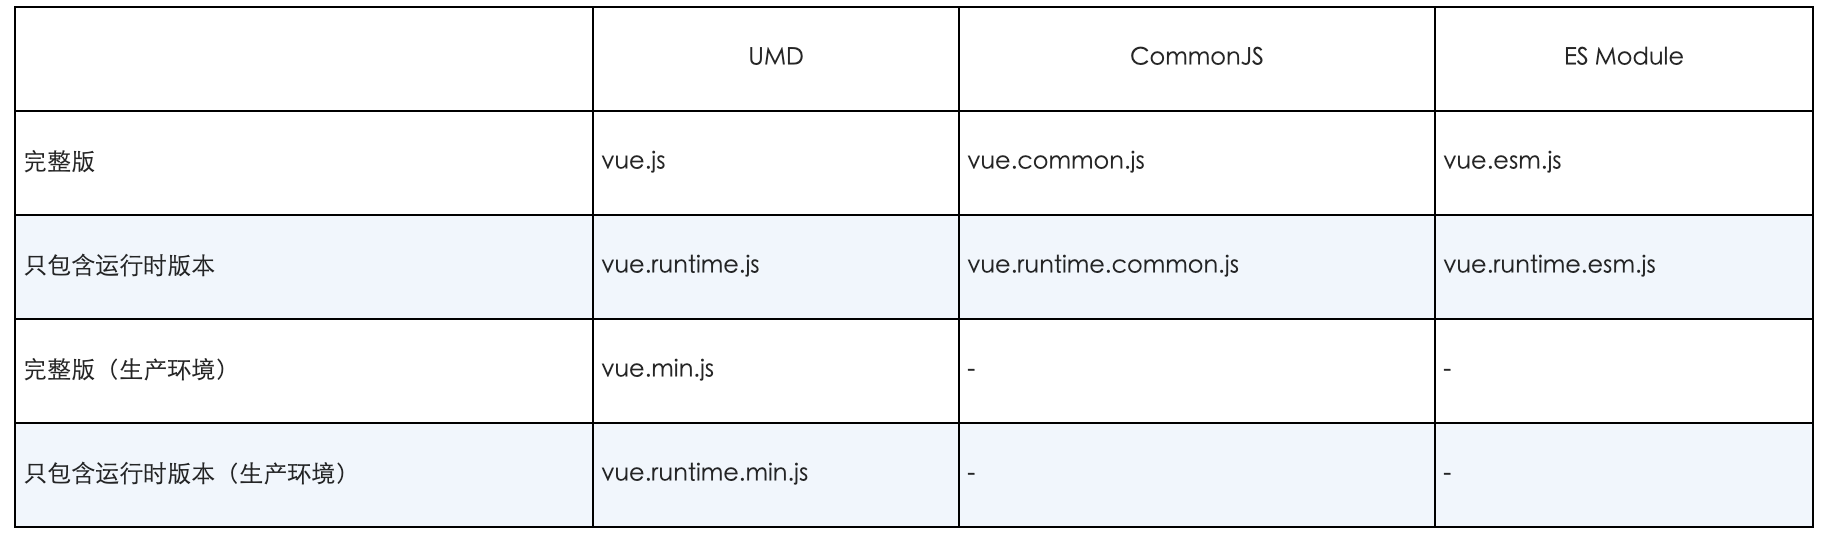 UMD CommonJS ES Module
完整版 vue.js vue.common.js vue.esm.js
只包含运行时版本 vue.runtime.js vue.runtime.common.js vue.runtime.esm.js
完整版（生产环境） vue.min.js - -
只包含运行时版本（生产环境） vue.runtime.min.js - -